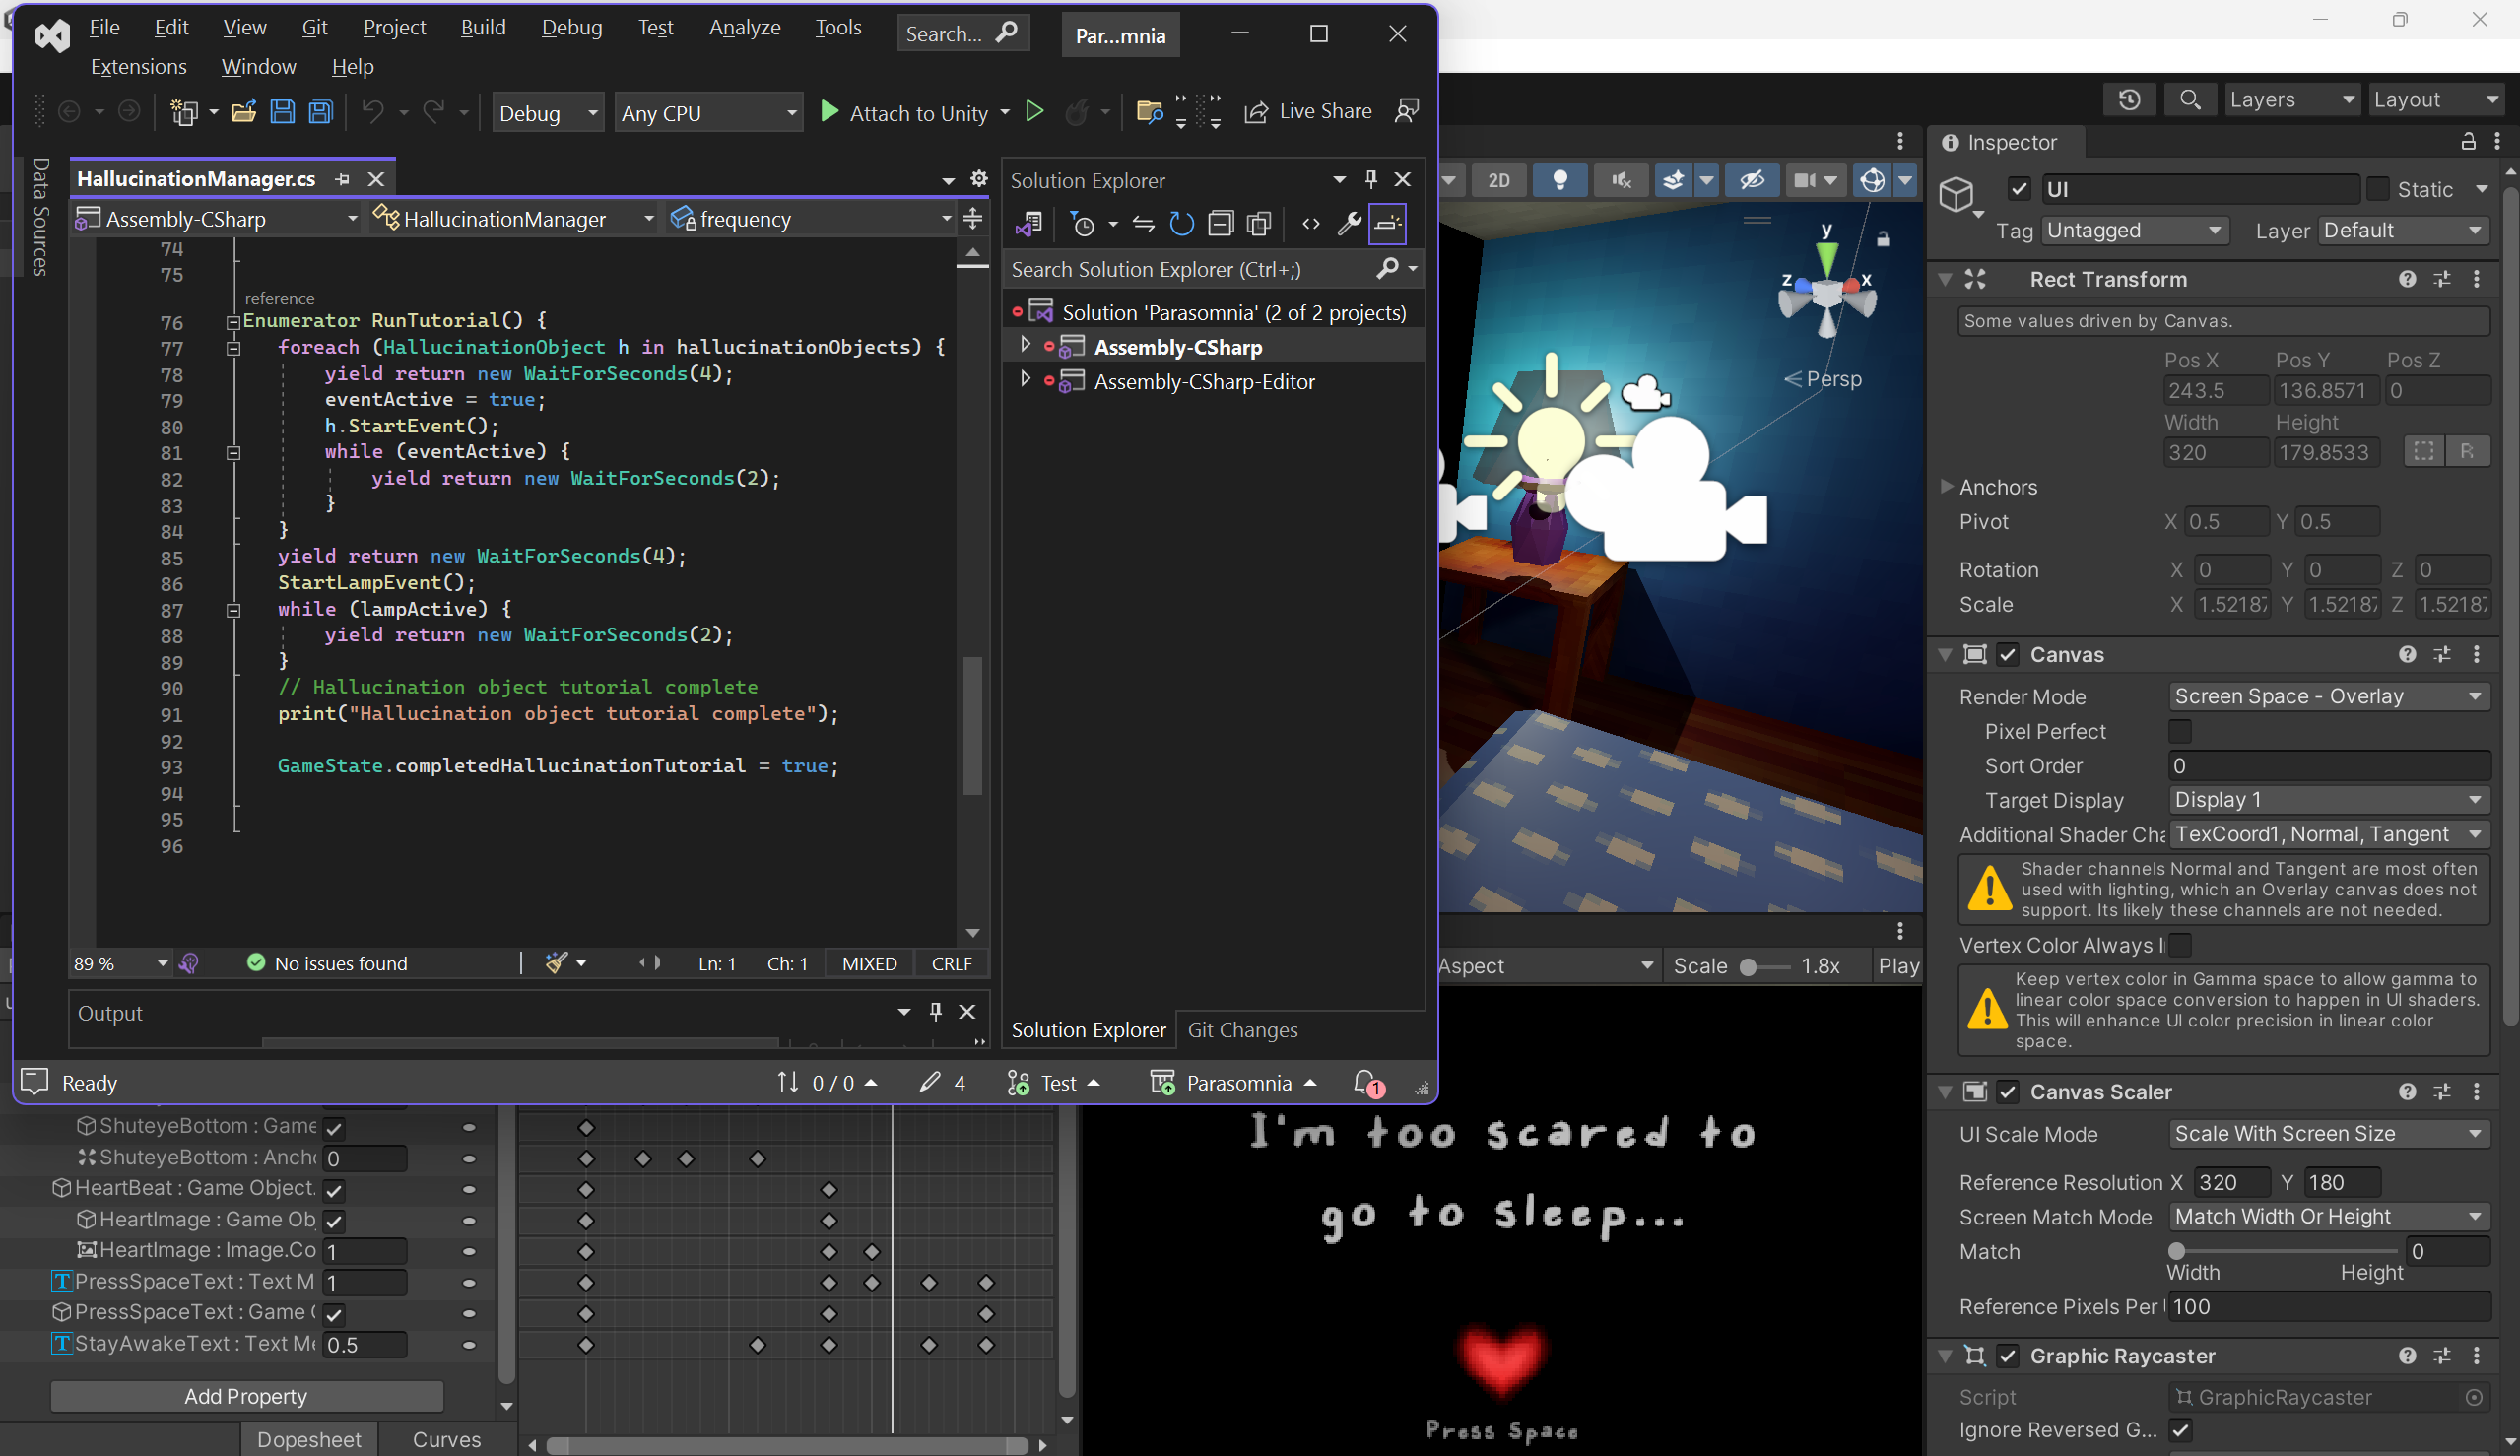 File Edit View Git Project Build Debug Test Analyze Tools Search... Par...mnia
Extensions Window Help
Debug Any CPU Attach to Unity Live Share
Data Sources
HallucinationManager.cs
Assembly-CSharp HallucinationManager frequency
74
75
reference
76 Enumerator RunTutorial() {
77 foreach (HallucinationObject h in hallucinationObjects) {
78 yield return new WaitForSeconds(4);
79 eventActive = true;
80 h.StartEvent();
81 while (eventActive) {
82 yield return new WaitForSeconds(2);
83 }
84 }
85 yield return new WaitForSeconds(4);
86 StartLampEvent();
87 while (lampActive) {
88 yield return new WaitForSeconds(2);
89 }
90 // Hallucination object tutorial complete
91 print("Hallucination object tutorial complete");
92
93 GameState.completedHallucinationTutorial = true;
94
95
96
89 % No issues found Ln: 1 Ch: 1 MIXED CRLF
Output
Solution Explorer
Search Solution Explorer (Ctrl+;)
Solution 'Parasomnia' (2 of 2 projects)
Assembly-CSharp
Assembly-CSharp-Editor
Solution Explorer Git Changes
Ready 0 / 0 4 Test Parasomnia 1
ShuteyeBottom : Game
ShuteyeBottom : Ancho 0
HeartBeat : Game Object.
HeartImage : Game Ob
HeartImage : Image.Co 1
PressSpaceText : Text M 1
PressSpaceText : Game (
StayAwakeText : Text Me 0.5
Add Property
Dopesheet Curves
2D
y
z x
Persp
Aspect Scale 1.8x Play
I'm too scared to
go to sleep...
Press Space
Layers Layout
Inspector
UI Static
Tag Untagged Layer Default
Rect Transform
Some values driven by Canvas.
Pos X Pos Y Pos Z
243.5 136.8571 0
Width Height
320 179.8533 R
Anchors
Pivot X 0.5 Y 0.5
Rotation X 0 Y 0 Z 0
Scale X 1.5218 Y 1.5218 Z 1.5218
Canvas
Render Mode Screen Space - Overlay
Pixel Perfect
Sort Order 0
Target Display Display 1
Additional Shader Cha TexCoord1, Normal, Tangent
Shader channels Normal and Tangent are most often
used with lighting, which an Overlay canvas does not
support. Its likely these channels are not needed.
Vertex Color Always I
Keep vertex color in Gamma space to allow gamma to
linear color space conversion to happen in UI shaders.
This will enhance UI color precision in linear color
space.
Canvas Scaler
UI Scale Mode Scale With Screen Size
Reference Resolution X 320 Y 180
Screen Match Mode Match Width Or Height
Match 0
Width Height
Reference Pixels Per 100
Graphic Raycaster
Script GraphicRaycaster
Ignore Reversed G...